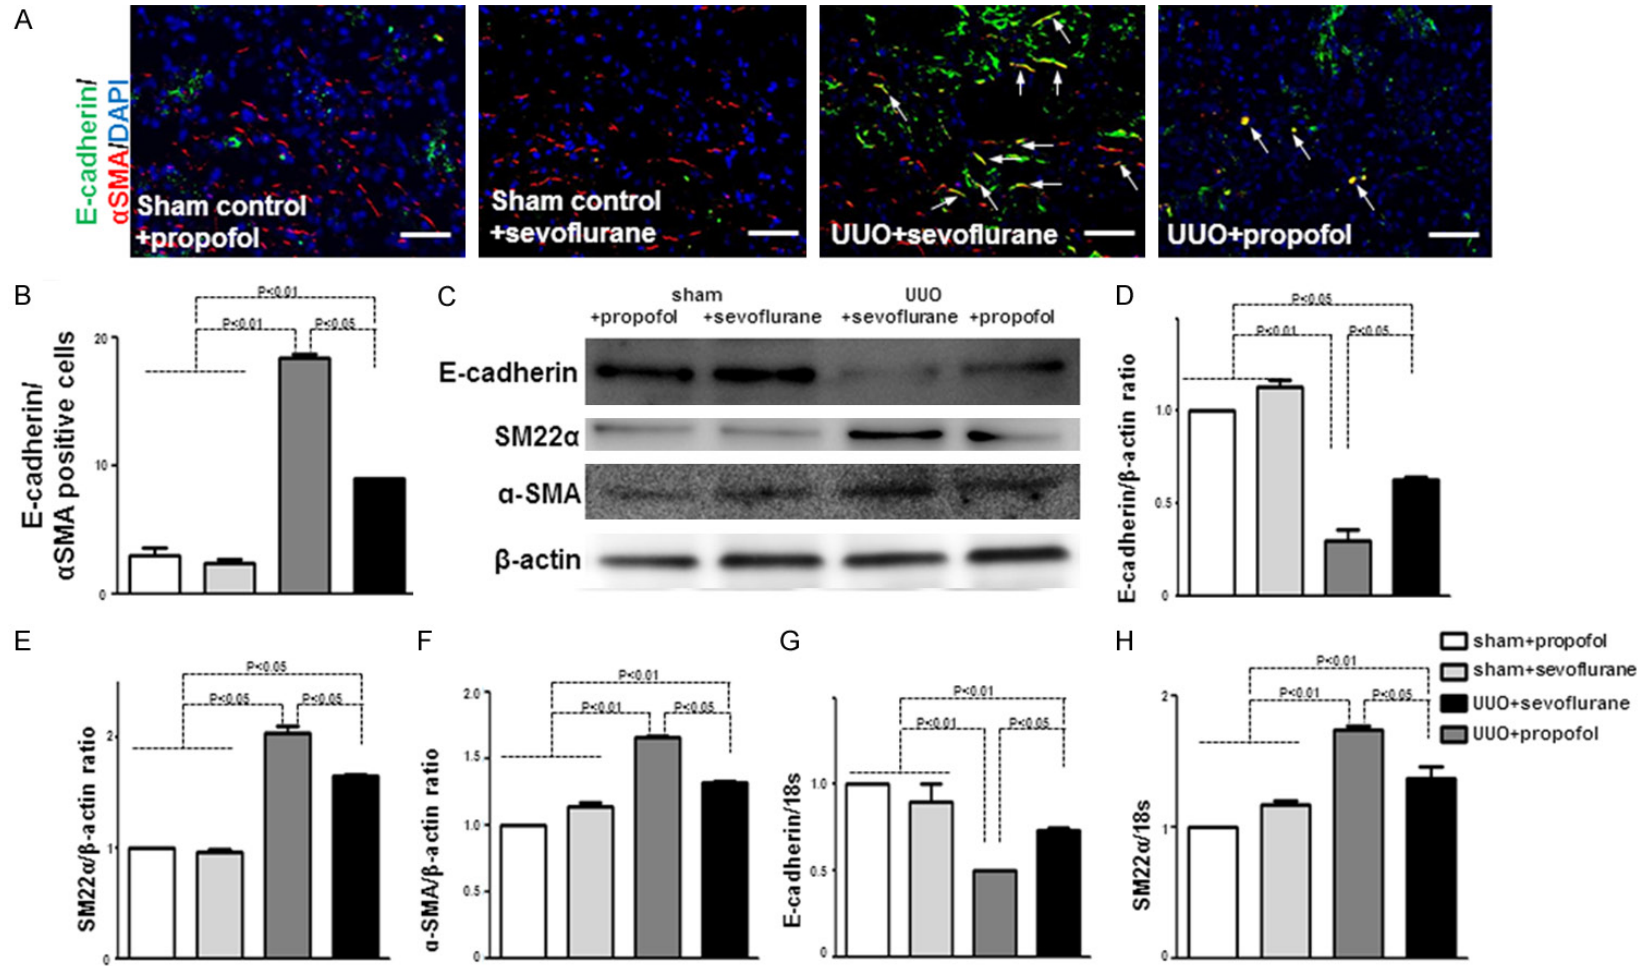 A
E-cadherin/
αSMA/DAPI
Sham control
+propofol
Sham control
+sevoflurane
UUO+sevoflurane
UUO+propofol
B
E-cadherin/
αSMA positive cells
20
10
0
P<0.01
P<0.01
P<0.05
C
sham
UUO
+propofol
+sevoflurane
+sevoflurane
+propofol
E-cadherin
SM22α
α-SMA
β-actin
D
E-cadherin/β-actin ratio
1.0
0.5
0
P<0.05
P<0.01
P<0.05
E
SM22α/β-actin ratio
2
1
0
P<0.05
P<0.05
P<0.05
F
α-SMA/β-actin ratio
2.0
1.5
1.0
0.5
0
P<0.01
P<0.01
P<0.05
G
E-cadherin/18s
1.0
0.5
0
P<0.01
P<0.01
P<0.05
H
SM22α/18s
2
1
0
P<0.01
P<0.01
P<0.05
sham+propofol
sham+sevoflurane
UUO+sevoflurane
UUO+propofol